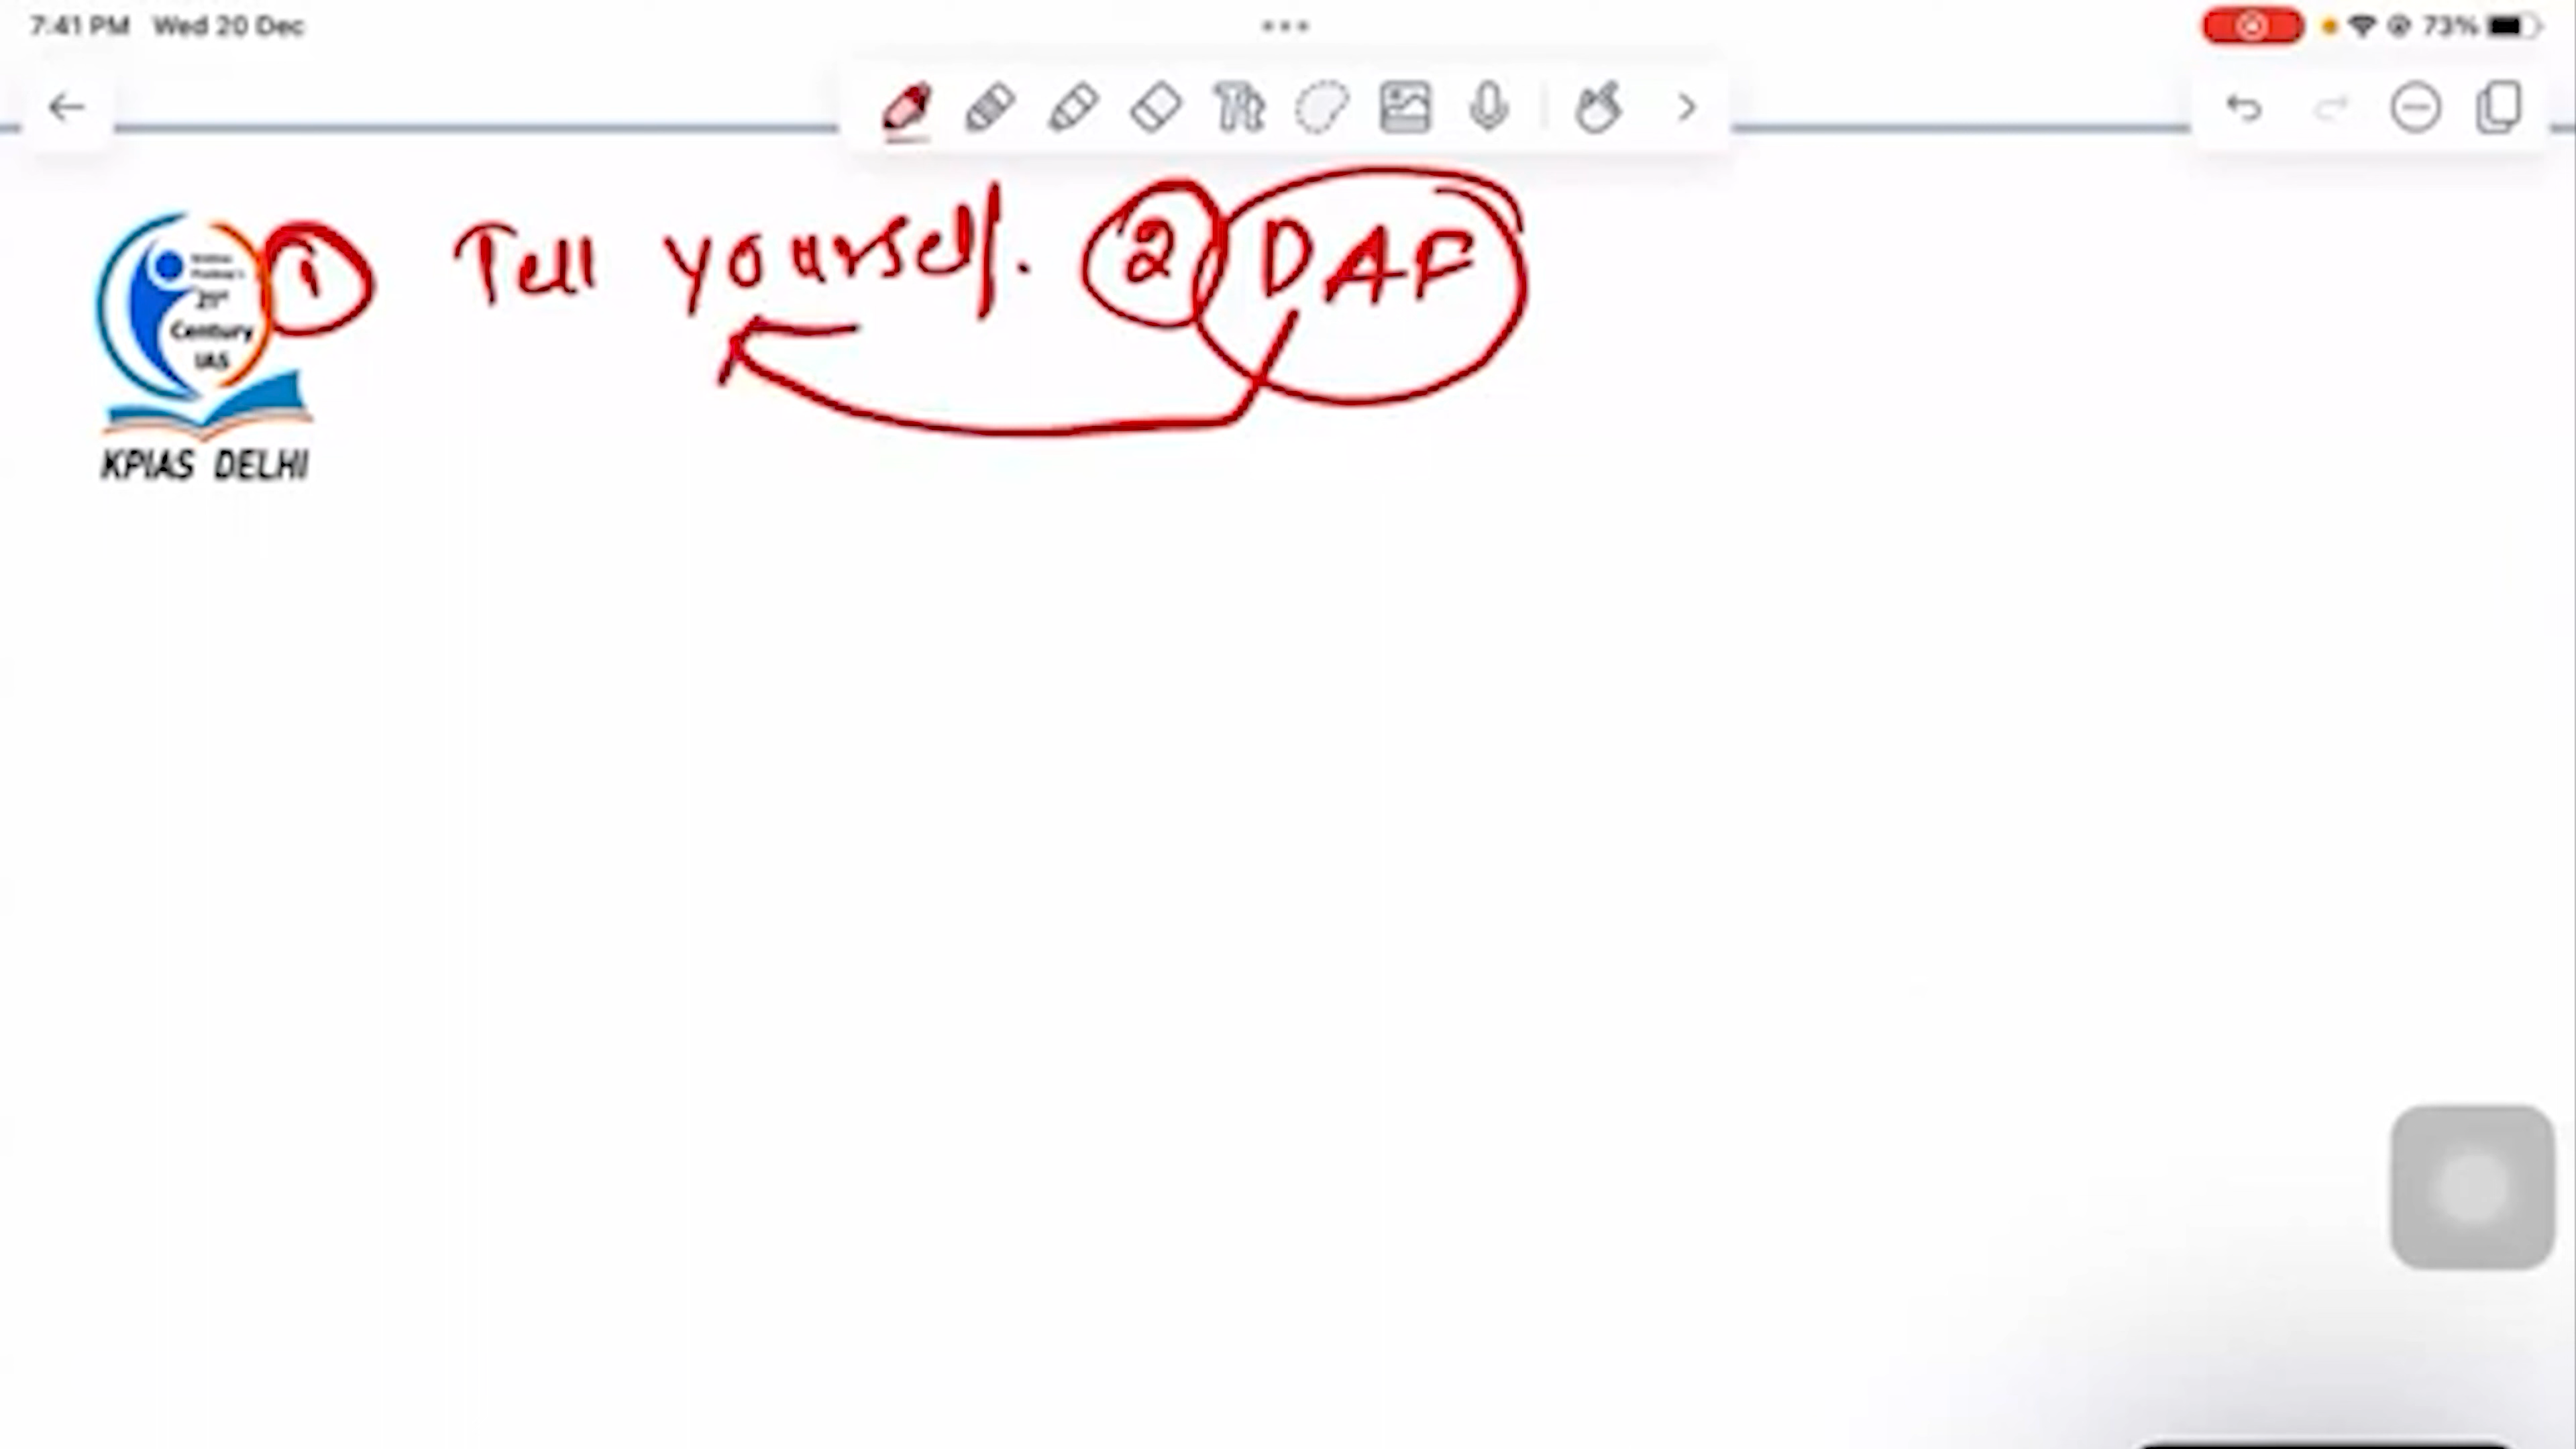 7:41 PM Wed 20 Dec
73%
① Tell yourself. ② DAF
21st
Century
IAS
KPIAS DELHI